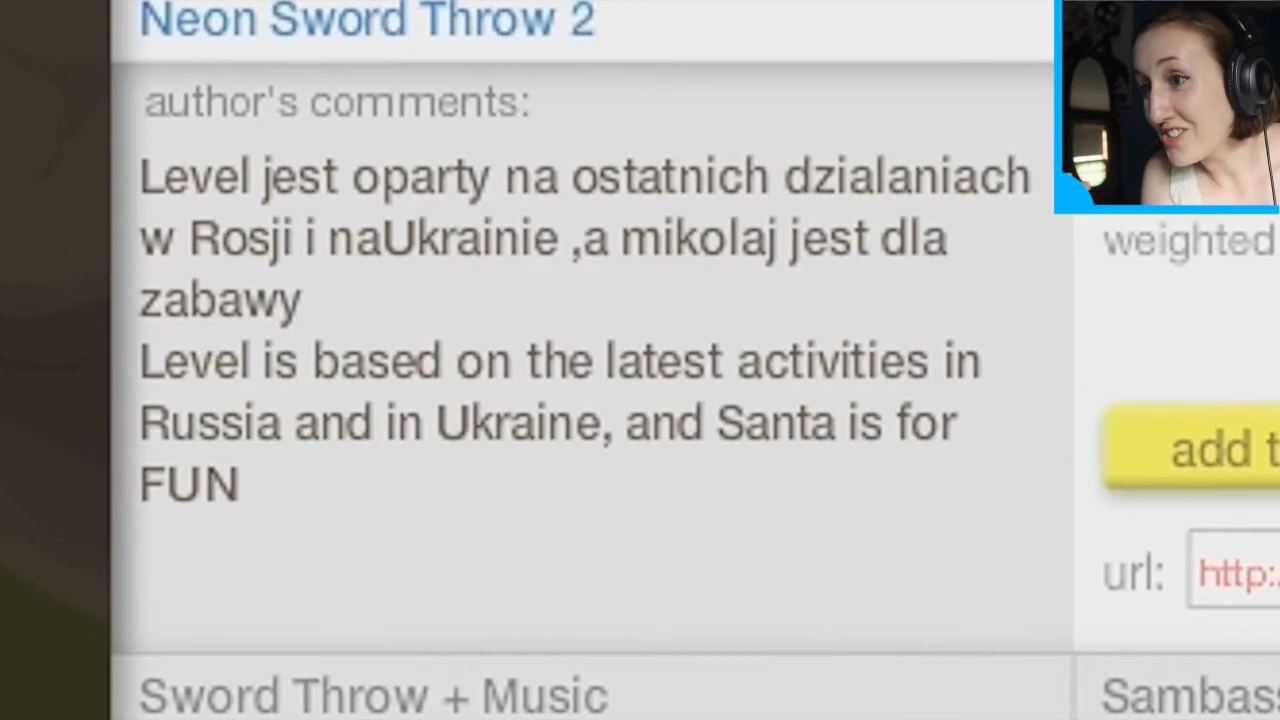 Neon Sword Throw 2
author's comments:
Level jest oparty na ostatnich dzialaniach
w Rosji i naUkrainie ,a mikolaj jest dla
zabawy
Level is based on the latest activities in
Russia and in Ukraine, and Santa is for
FUN
weighted
add t
url: http:
Sword Throw + Music
Sambas